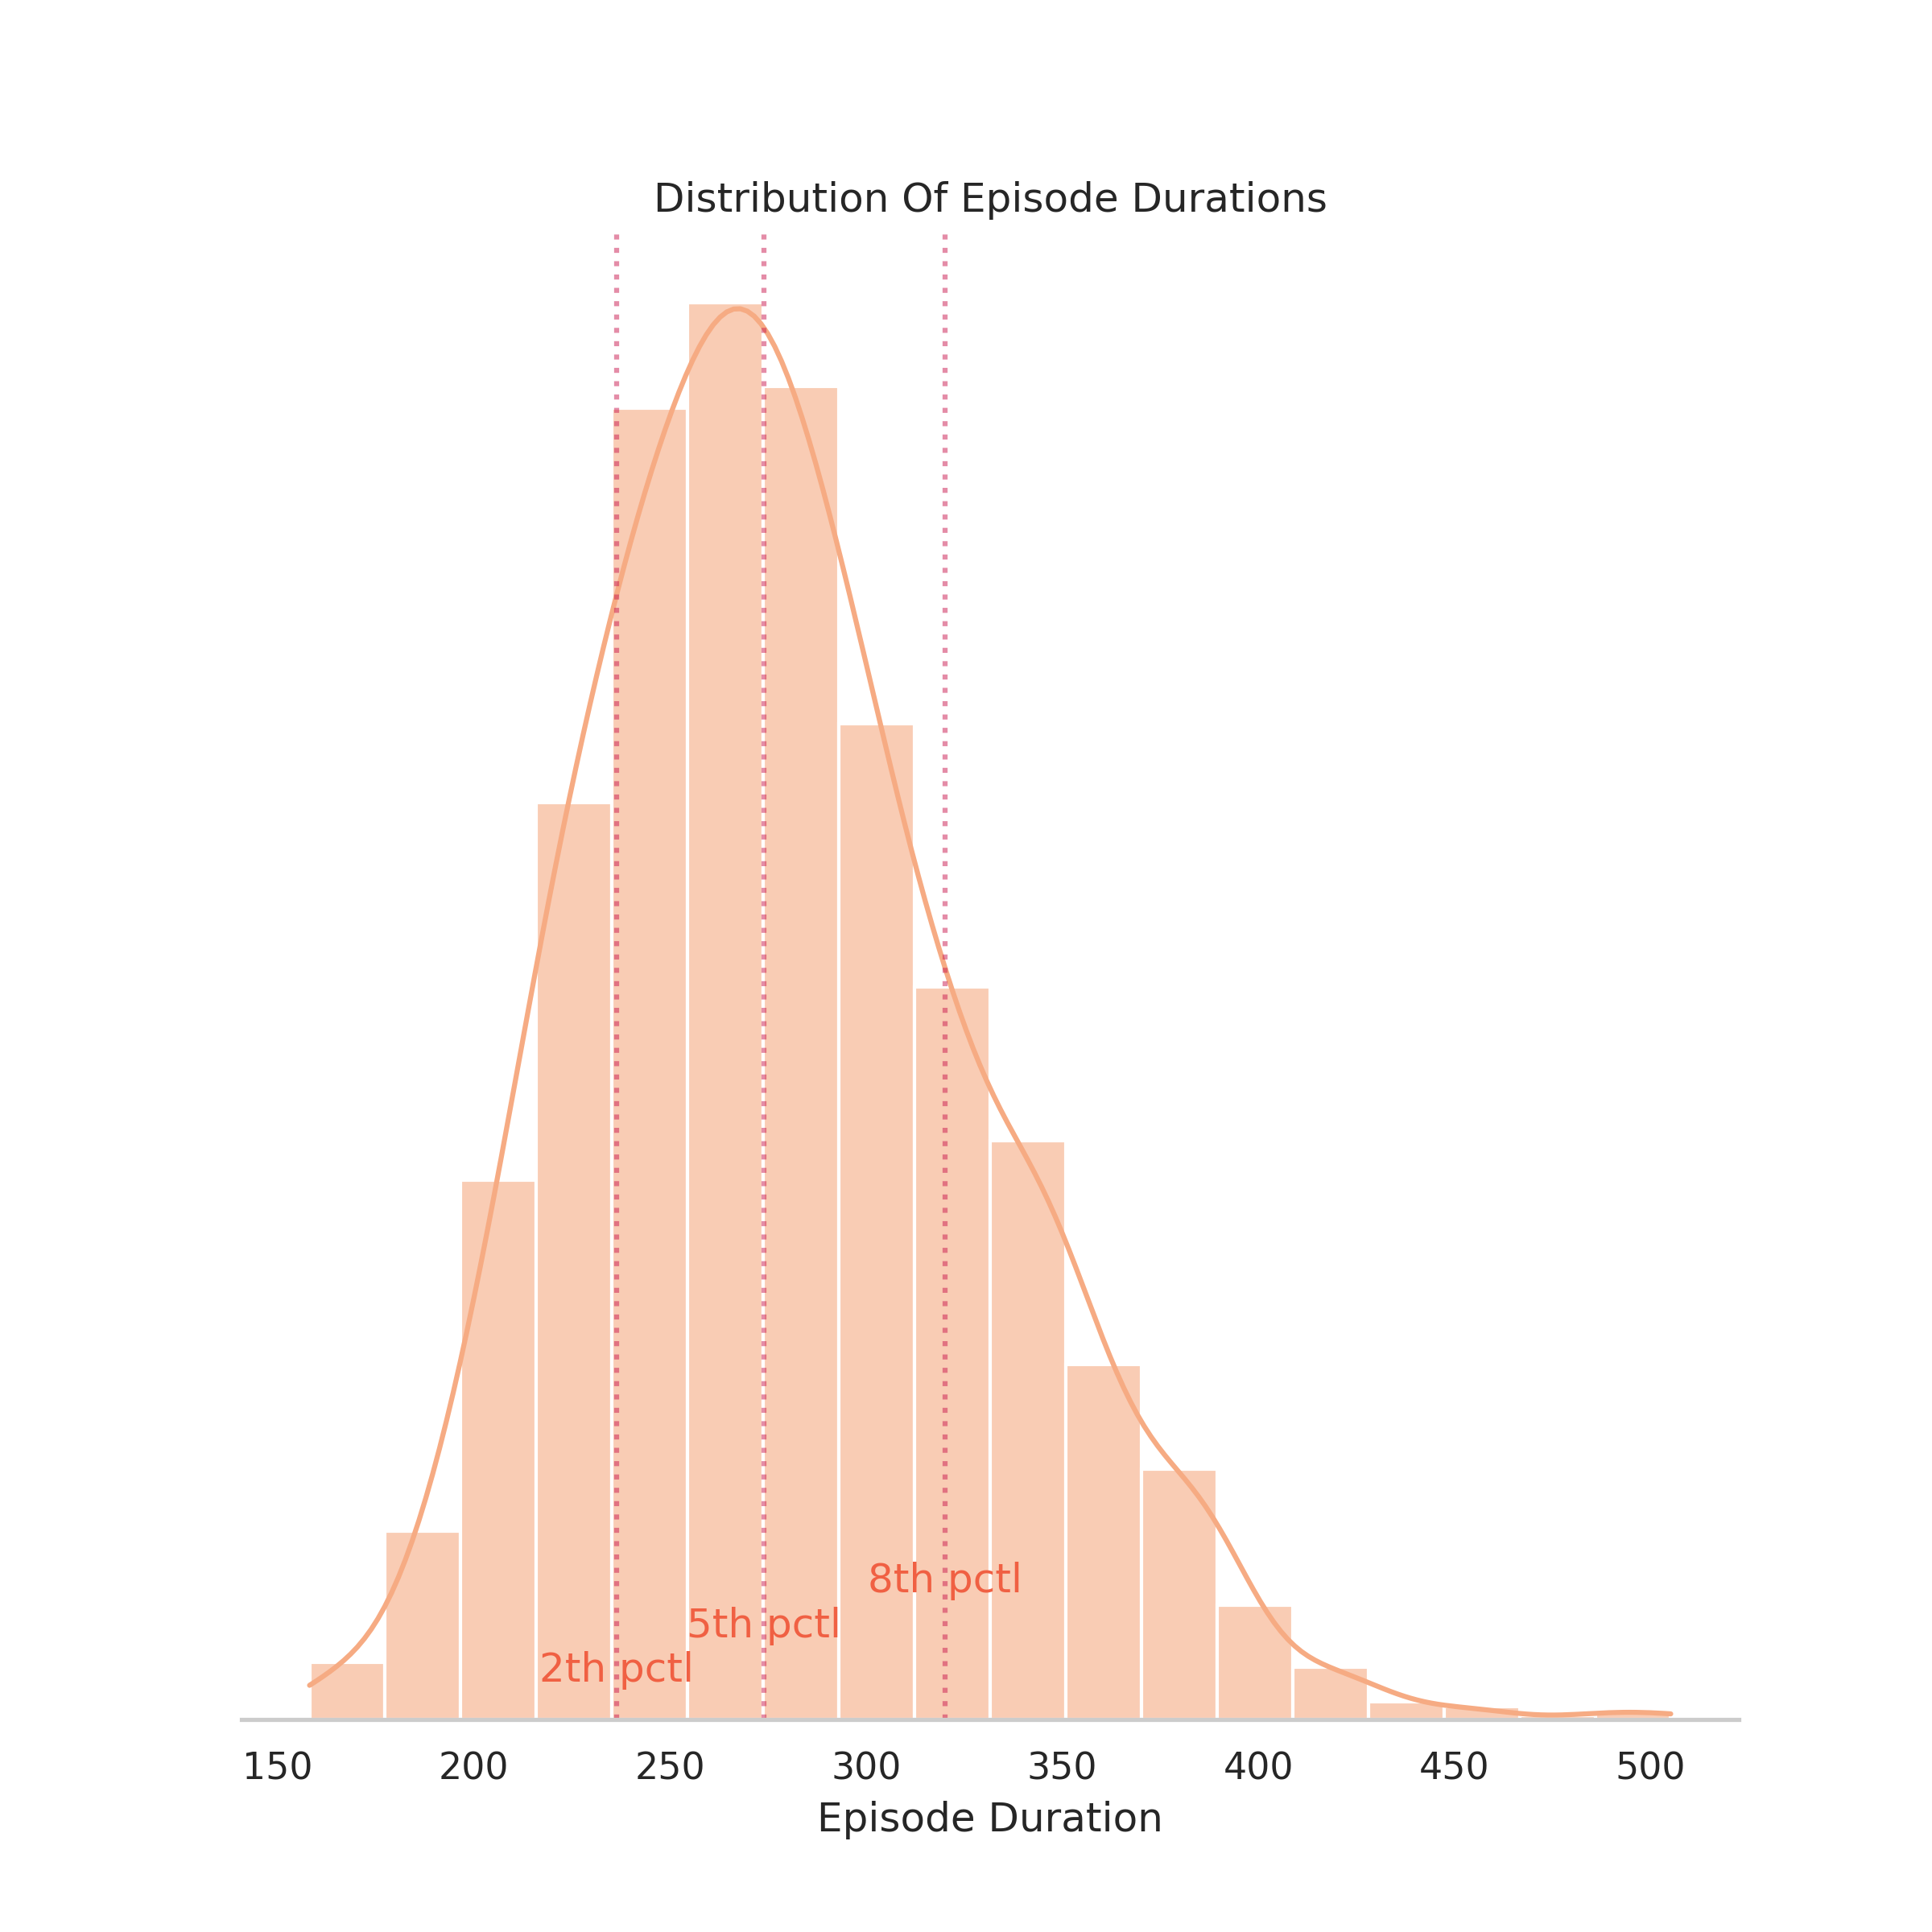 Distribution Of Episode Durations
8th pctl
5th pctl
2th pctl
150 200 250 300 350 400 450 500
Episode Duration